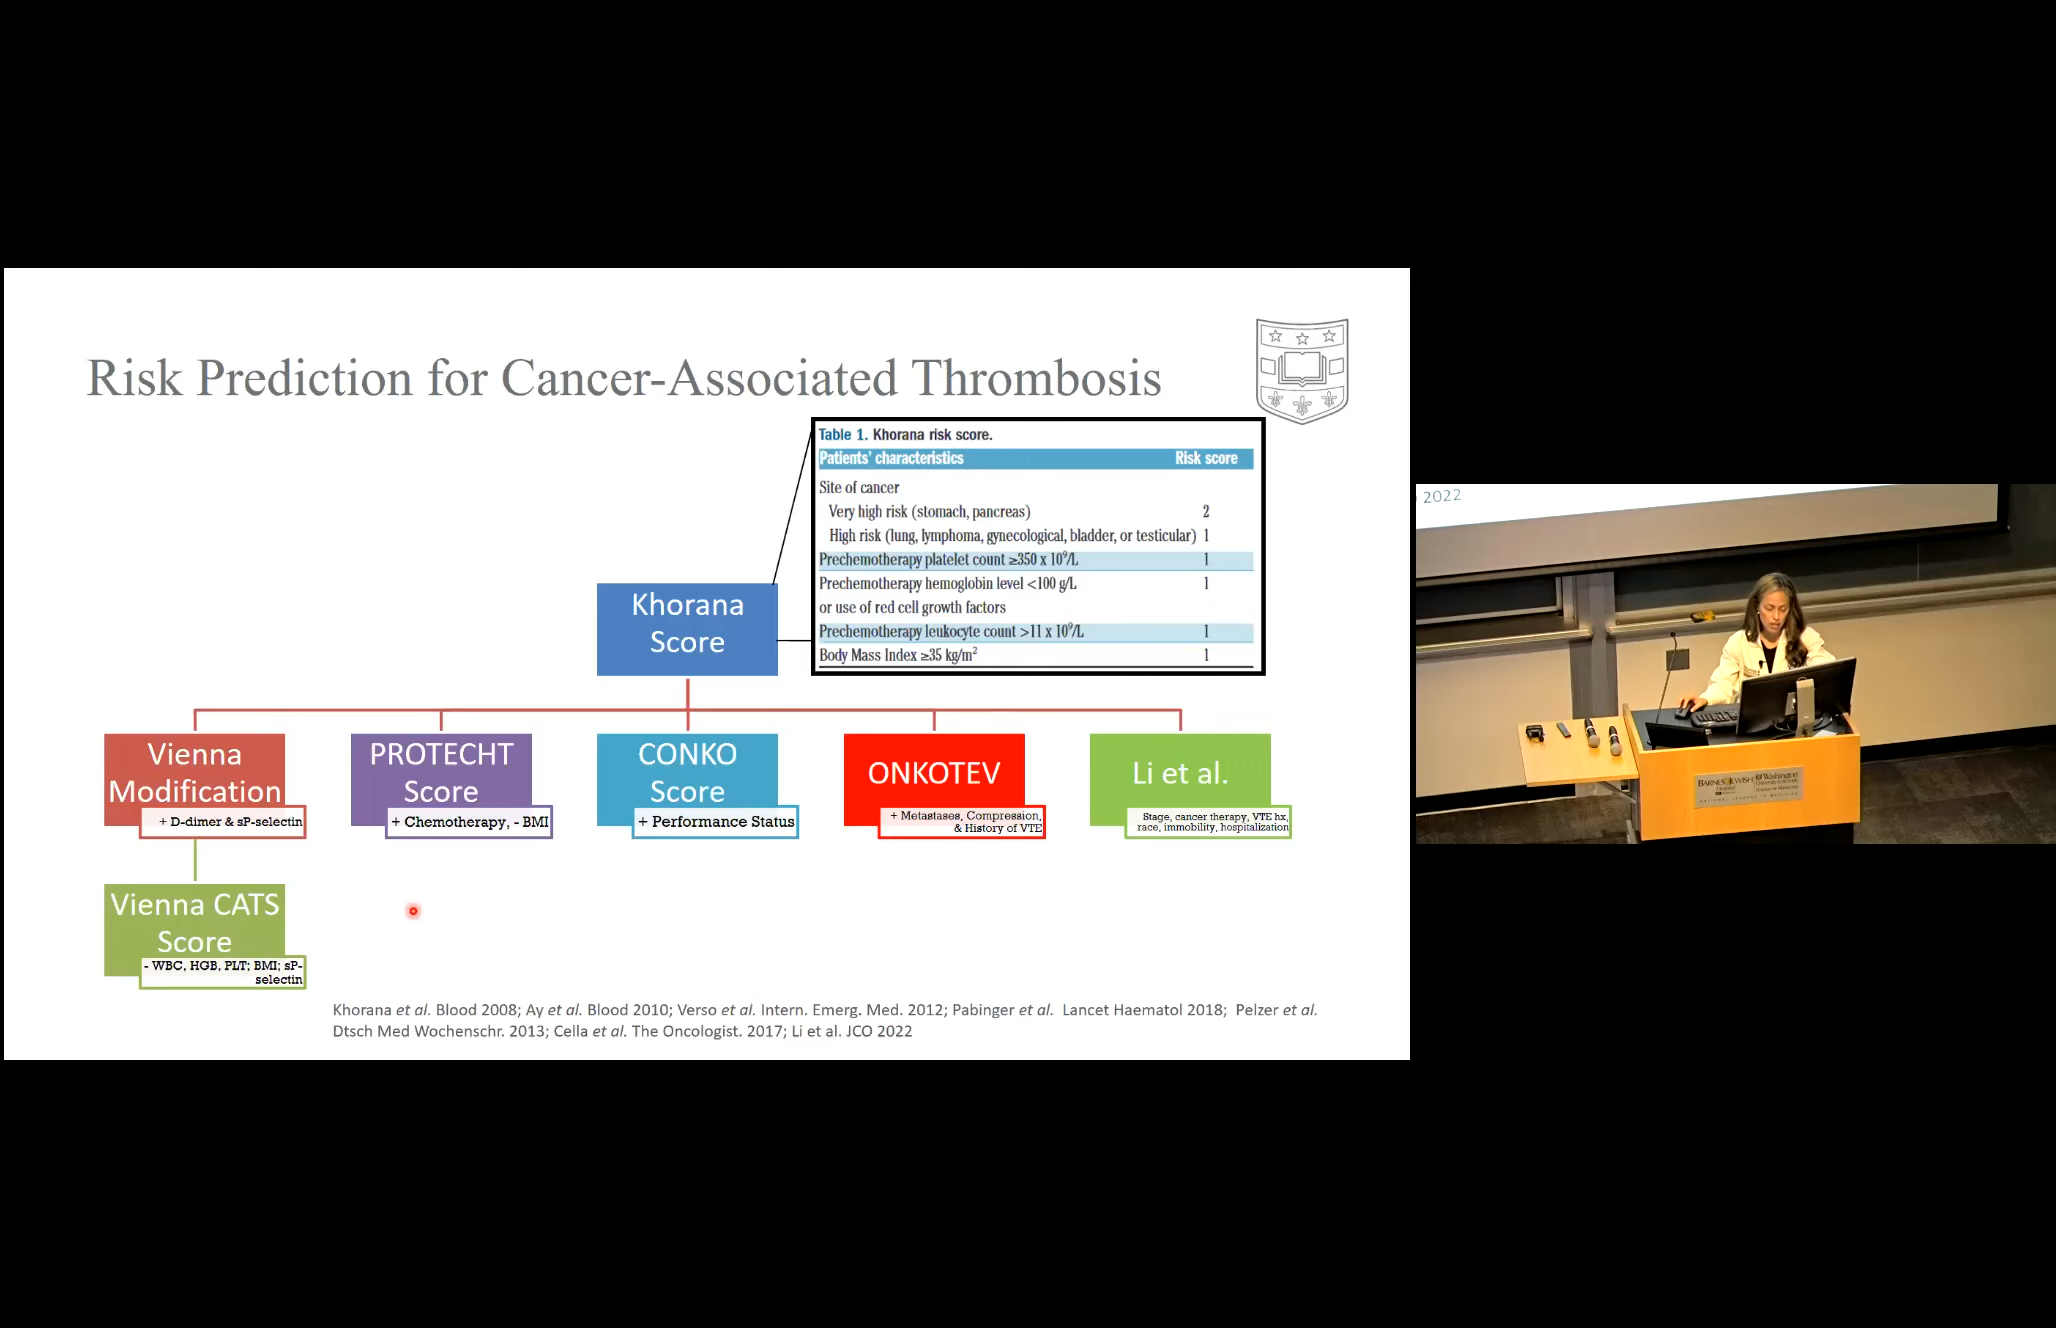 Risk Prediction for Cancer-Associated Thrombosis
Table 1. Khorana risk score.
Patients' characteristics Risk score
Site of cancer
Very high risk (stomach, pancreas) 2
High risk (lung, lymphoma, gynecological, bladder, or testicular) 1
Prechemotherapy platelet count ≥350 x 10⁹/L 1
Prechemotherapy hemoglobin level <100 g/L 1
or use of red cell growth factors
Prechemotherapy leukocyte count >11 x 10⁹/L 1
Body Mass Index ≥35 kg/m² 1
Khorana
Score
Vienna
Modification
+ D-dimer & sP-selectin
PROTECHT
Score
+ Chemotherapy, - BMI
CONKO
Score
+ Performance Status
ONKOTEV
+ Metastases, Compression,
& History of VTE
Li et al.
Stage, cancer therapy, VTE hx,
race, immobility, hospitalization
Vienna CATS
Score
- WBC, HGB, PLT; BMI; sP-
selectin
Khorana et al. Blood 2008; Ay et al. Blood 2010; Verso et al. Intern. Emerg. Med. 2012; Pabinger et al. Lancet Haematol 2018; Pelzer et al.
Dtsch Med Wochenschr. 2013; Cella et al. The Oncologist. 2017; Li et al. JCO 2022
2022
BARNES JEWISH Washington
Hospital